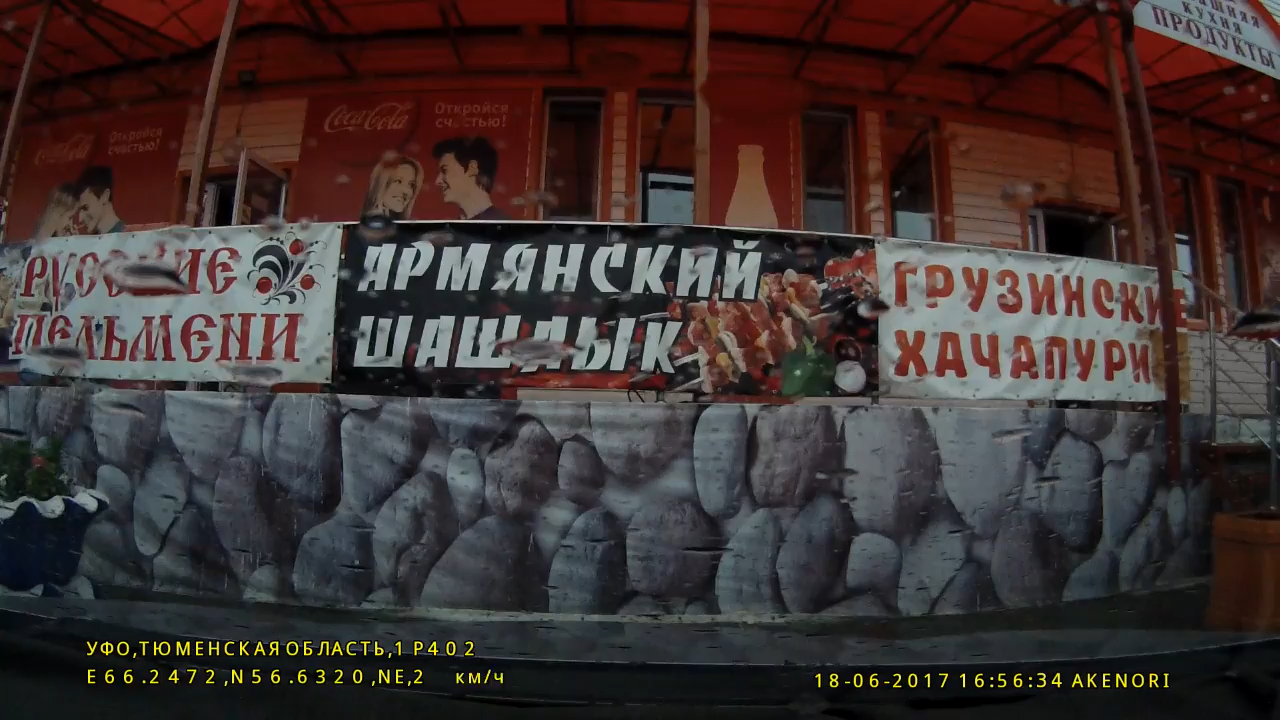 КУХНЯ
ПРОДУКТЫ
Coca-Cola
Откройся
счастью!
Coca-Cola
Откройся
счастью!
РУССКИЕ
ПЕЛЬМЕНИ
АРМЯНСКИЙ
ШАШЛЫК
ГРУЗИНСКИЕ
ХАЧАПУРИ
УФО,ТЮМЕНСКАЯ ОБЛАСТЬ,1 Р402
E66.2472,N56.6320,NE,2 км/ч
18-06-2017 16:56:34 AKENORI